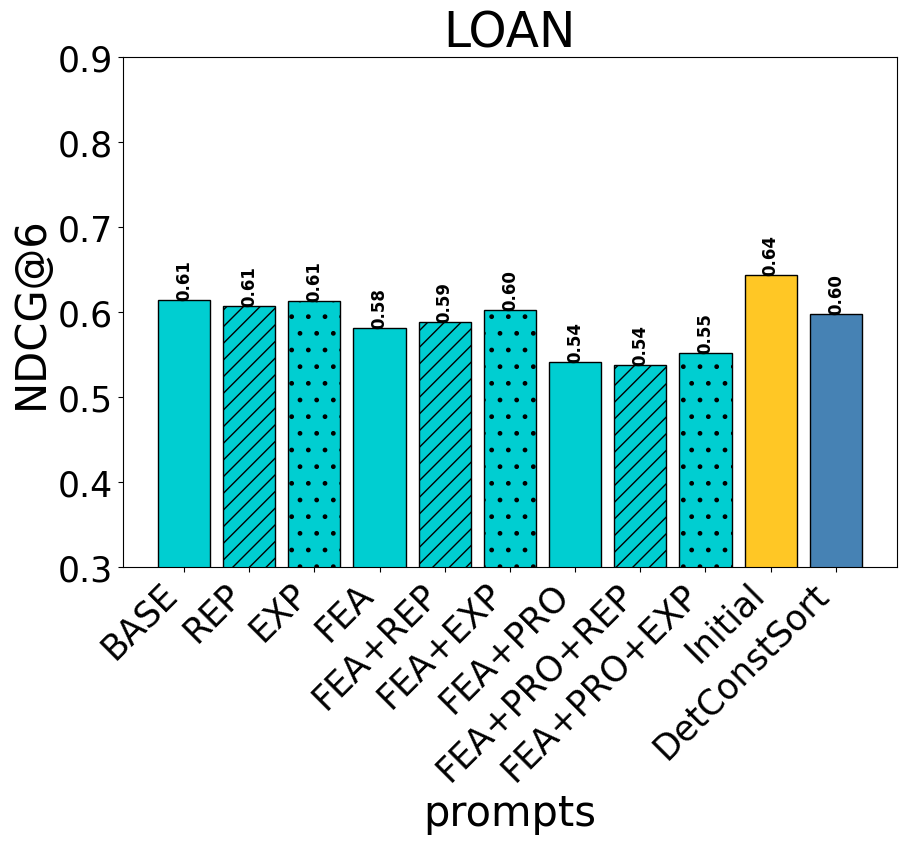 LOAN
NDCG@6
0.9
0.8
0.7
0.6
0.5
0.4
0.3
0.61
0.61
0.61
0.58
0.59
0.60
0.54
0.54
0.55
0.64
0.60
BASE
REP
EXP
FEA
FEA+REP
FEA+EXP
FEA+PRO
FEA+PRO+REP
FEA+PRO+EXP
Initial
DetConstSort
prompts